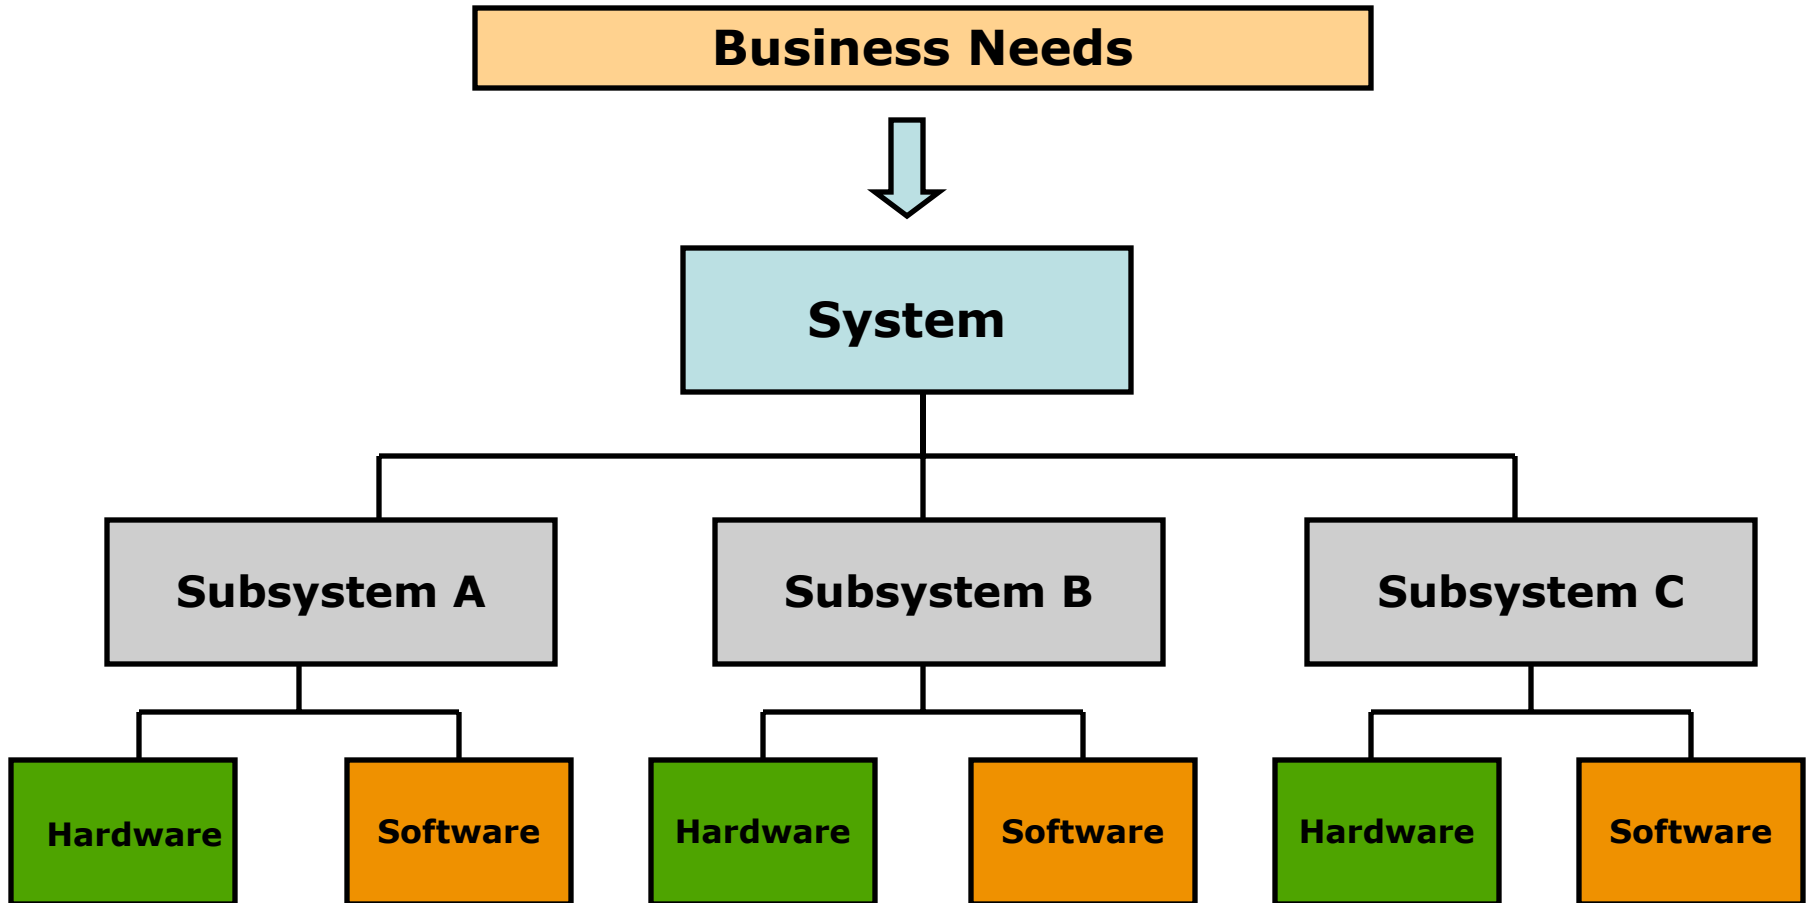 Business Needs
System
Subsystem A
Subsystem B
Subsystem C
Hardware
Software
Hardware
Software
Hardware
Software